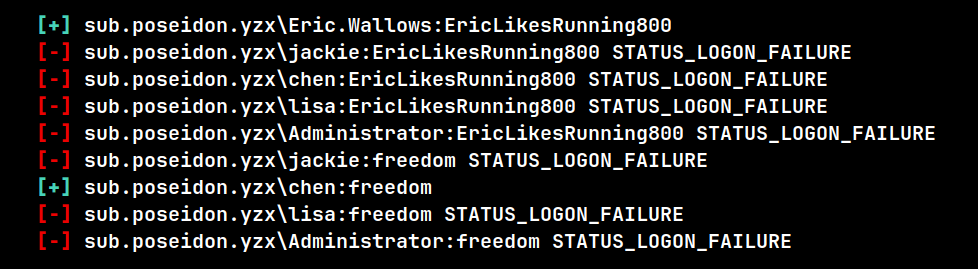 [+] sub.poseidon.yzx\Eric.Wallows:EricLikesRunning800
[-] sub.poseidon.yzx\jackie:EricLikesRunning800 STATUS_LOGON_FAILURE
[-] sub.poseidon.yzx\chen:EricLikesRunning800 STATUS_LOGON_FAILURE
[-] sub.poseidon.yzx\lisa:EricLikesRunning800 STATUS_LOGON_FAILURE
[-] sub.poseidon.yzx\Administrator:EricLikesRunning800 STATUS_LOGON_FAILURE
[-] sub.poseidon.yzx\jackie:freedom STATUS_LOGON_FAILURE
[+] sub.poseidon.yzx\chen:freedom
[-] sub.poseidon.yzx\lisa:freedom STATUS_LOGON_FAILURE
[-] sub.poseidon.yzx\Administrator:freedom STATUS_LOGON_FAILURE